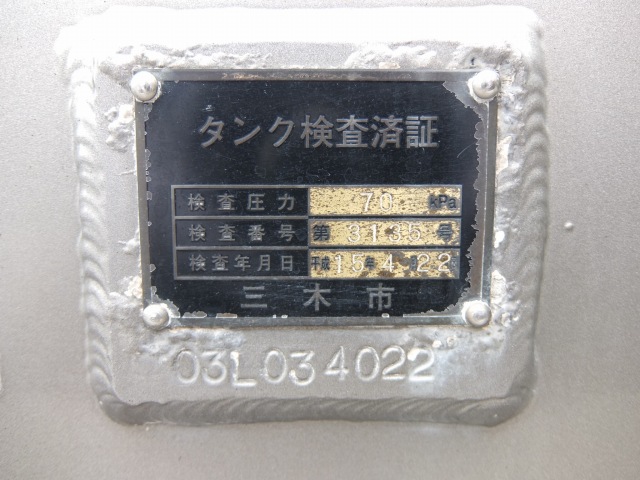 タンク検査済証
検査圧力 70 kPa
検査番号 第 3135 号
検査年月日 平成15年4月22
三木市
03L034022